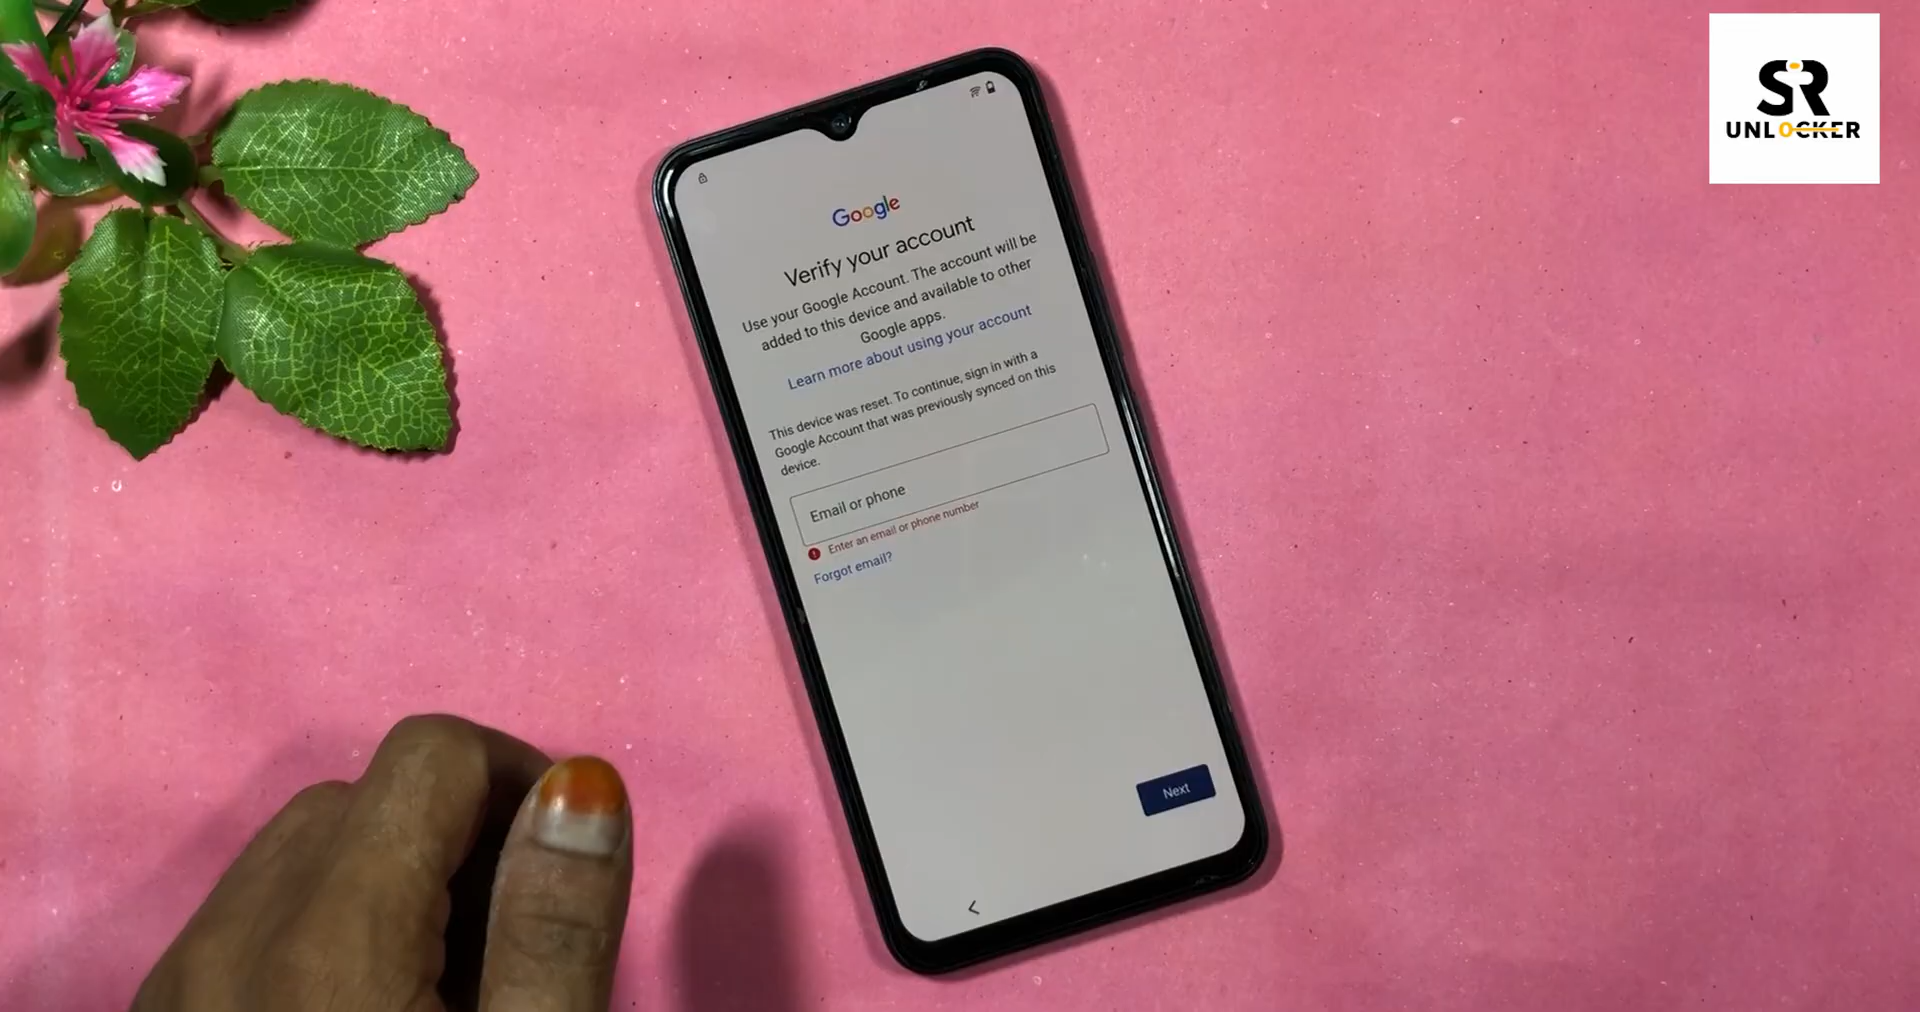 SR
UNLOCKER
Google
Verify your account
Use your Google Account. The account will be
added to this device and available to other
Google apps.
Learn more about using your account
This device was reset. To continue, sign in with a
Google Account that was previously synced on this
device.
Email or phone
Enter an email or phone number
Forgot email?
Next